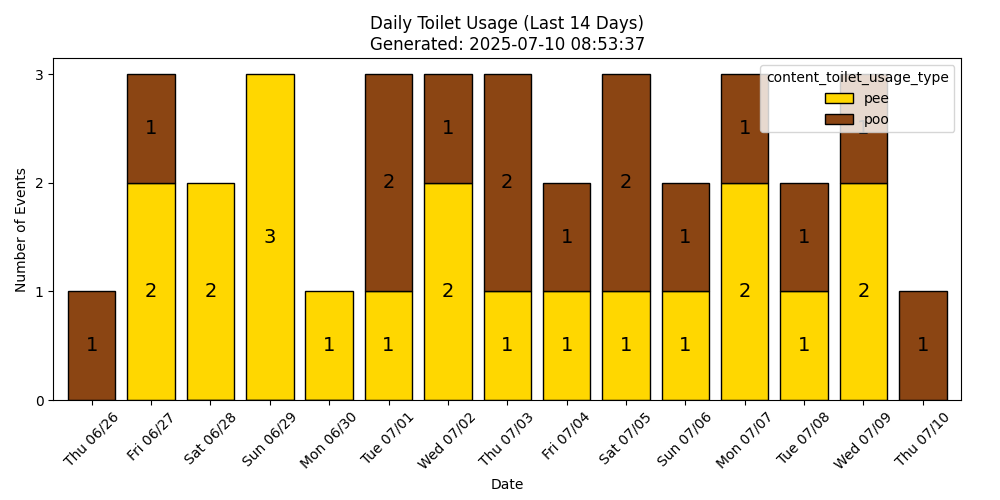 Daily Toilet Usage (Last 14 Days)
Generated: 2025-07-10 08:53:37
content_toilet_usage_type
pee
poo
Number of Events
3
2
1
0
1
1
2
2
3
1
2
1
1
2
2
1
1
1
2
1
1
1
1
2
1
1
2
1
Thu 06/26
Fri 06/27
Sat 06/28
Sun 06/29
Mon 06/30
Tue 07/01
Wed 07/02
Thu 07/03
Fri 07/04
Sat 07/05
Sun 07/06
Mon 07/07
Tue 07/08
Wed 07/09
Thu 07/10
Date